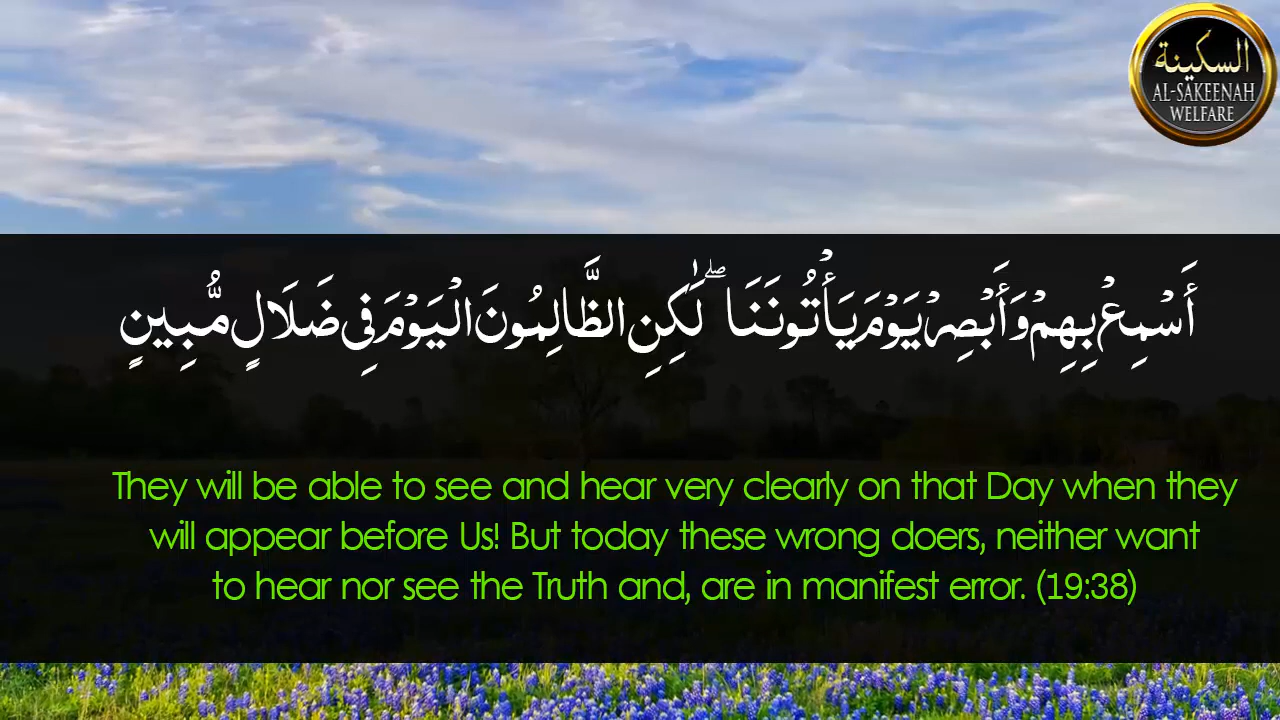 السكينة
AL-SAKEENAH
WELFARE
أَسْمِعْ بِهِمْ وَأَبْصِرْ يَوْمَ يَأْتُونَنَا ۖ لَٰكِنِ الظَّالِمُونَ الْيَوْمَ فِي ضَلَالٍ مُّبِينٍ
They will be able to see and hear very clearly on that Day when they
will appear before Us! But today these wrong doers, neither want
to hear nor see the Truth and, are in manifest error. (19:38)